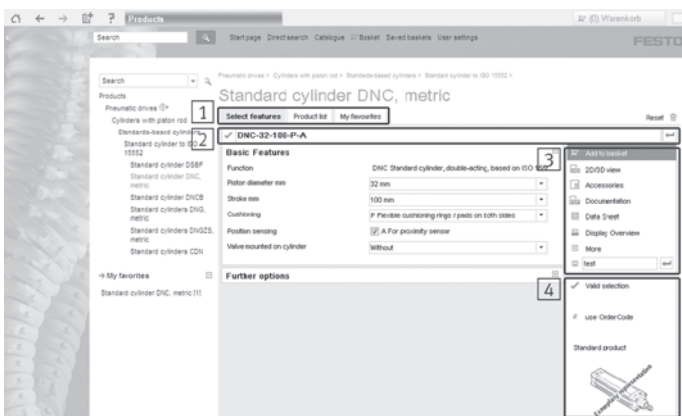 Products
(0) Warenkorb
Search
Startpage Directsearch Catalogue Basket Saved baskets User settings
FESTO
Search
Pneumatic drives > Cylinders with piston rod > Standards-based cylinders > Standard cylinder to ISO 15552 >
Products
Pneumatic drives
Cylinders with piston rod
Standards-based cylinders
Standard cylinder to ISO
15552
Standard cylinder DSBF
Standard cylinder DNC,
metric
Standard cylinder DNCB
Standard cylinders DNG,
metric
Standard cylinders DNGZS,
metric
Standard cylinders CDN
→ My favorites
Standard cylinder DNC, metric [1]
Standard cylinder DNC, metric
1
Select features Product list My favourites
Reset
2
DNC-32-100-P-A
Basic Features
Function DNC Standard cylinder, double-acting, based on ISO
Piston diameter mm 32 mm
Stroke mm 100 mm
Cushioning P Flexible cushioning rings / pads on both sides
Position sensing A For proximity sensor
Valve mounted on cylinder Without
Further options
3
Add to basket
2D/3D view
Accessories
Documentation
Data Sheet
Display Overview
More
test
4
Valid selection
use OrderCode
Standard product
Exemplary representation